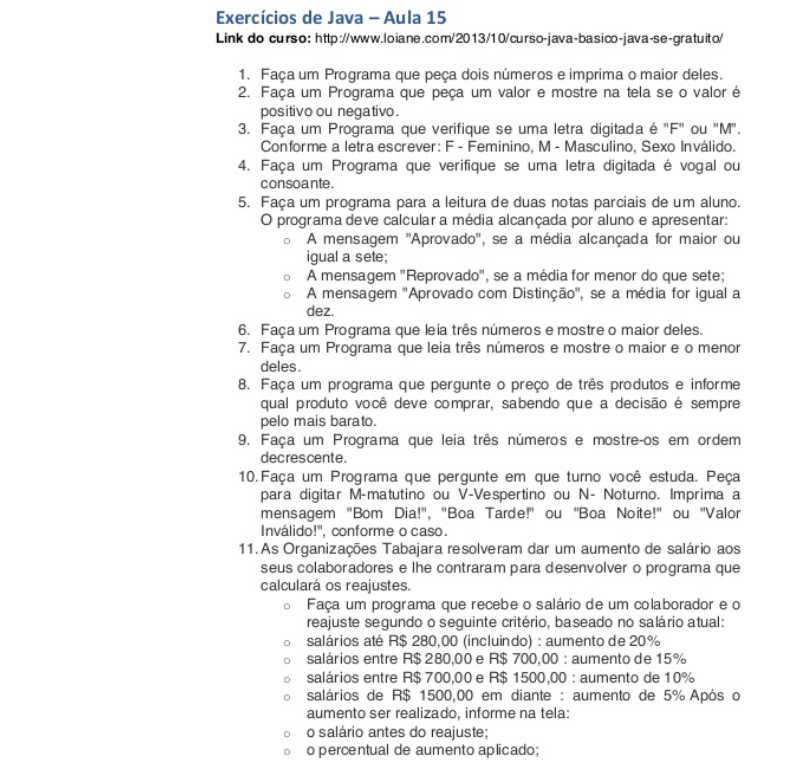 Exercícios de Java – Aula 15
Link do curso: http://www.loiane.com/2013/10/curso-java-basico-java-se-gratuito/
1. Faça um Programa que peça dois números e imprima o maior deles.
2. Faça um Programa que peça um valor e mostre na tela se o valor é
positivo ou negativo.
3. Faça um Programa que verifique se uma letra digitada é "F" ou "M".
Conforme a letra escrever: F - Feminino, M - Masculino, Sexo Inválido.
4. Faça um Programa que verifique se uma letra digitada é vogal ou
consoante.
5. Faça um programa para a leitura de duas notas parciais de um aluno.
O programa deve calcular a média alcançada por aluno e apresentar:
o A mensagem "Aprovado", se a média alcançada for maior ou
igual a sete;
o A mensagem "Reprovado", se a média for menor do que sete;
o A mensagem "Aprovado com Distinção", se a média for igual a
dez.
6. Faça um Programa que leia três números e mostre o maior deles.
7. Faça um Programa que leia três números e mostre o maior e o menor
deles.
8. Faça um programa que pergunte o preço de três produtos e informe
qual produto você deve comprar, sabendo que a decisão é sempre
pelo mais barato.
9. Faça um Programa que leia três números e mostre-os em ordem
decrescente.
10. Faça um Programa que pergunte em que turno você estuda. Peça
para digitar M-matutino ou V-Vespertino ou N- Noturno. Imprima a
mensagem "Bom Dia!", "Boa Tarde!" ou "Boa Noite!" ou "Valor
Inválido!", conforme o caso.
11. As Organizações Tabajara resolveram dar um aumento de salário aos
seus colaboradores e lhe contraram para desenvolver o programa que
calculará os reajustes.
o Faça um programa que recebe o salário de um colaborador e o
reajuste segundo o seguinte critério, baseado no salário atual:
o salários até R$ 280,00 (incluindo) : aumento de 20%
o salários entre R$ 280,00 e R$ 700,00 : aumento de 15%
o salários entre R$ 700,00 e R$ 1500,00 : aumento de 10%
o salários de R$ 1500,00 em diante : aumento de 5% Após o
aumento ser realizado, informe na tela:
o o salário antes do reajuste;
o o percentual de aumento aplicado;